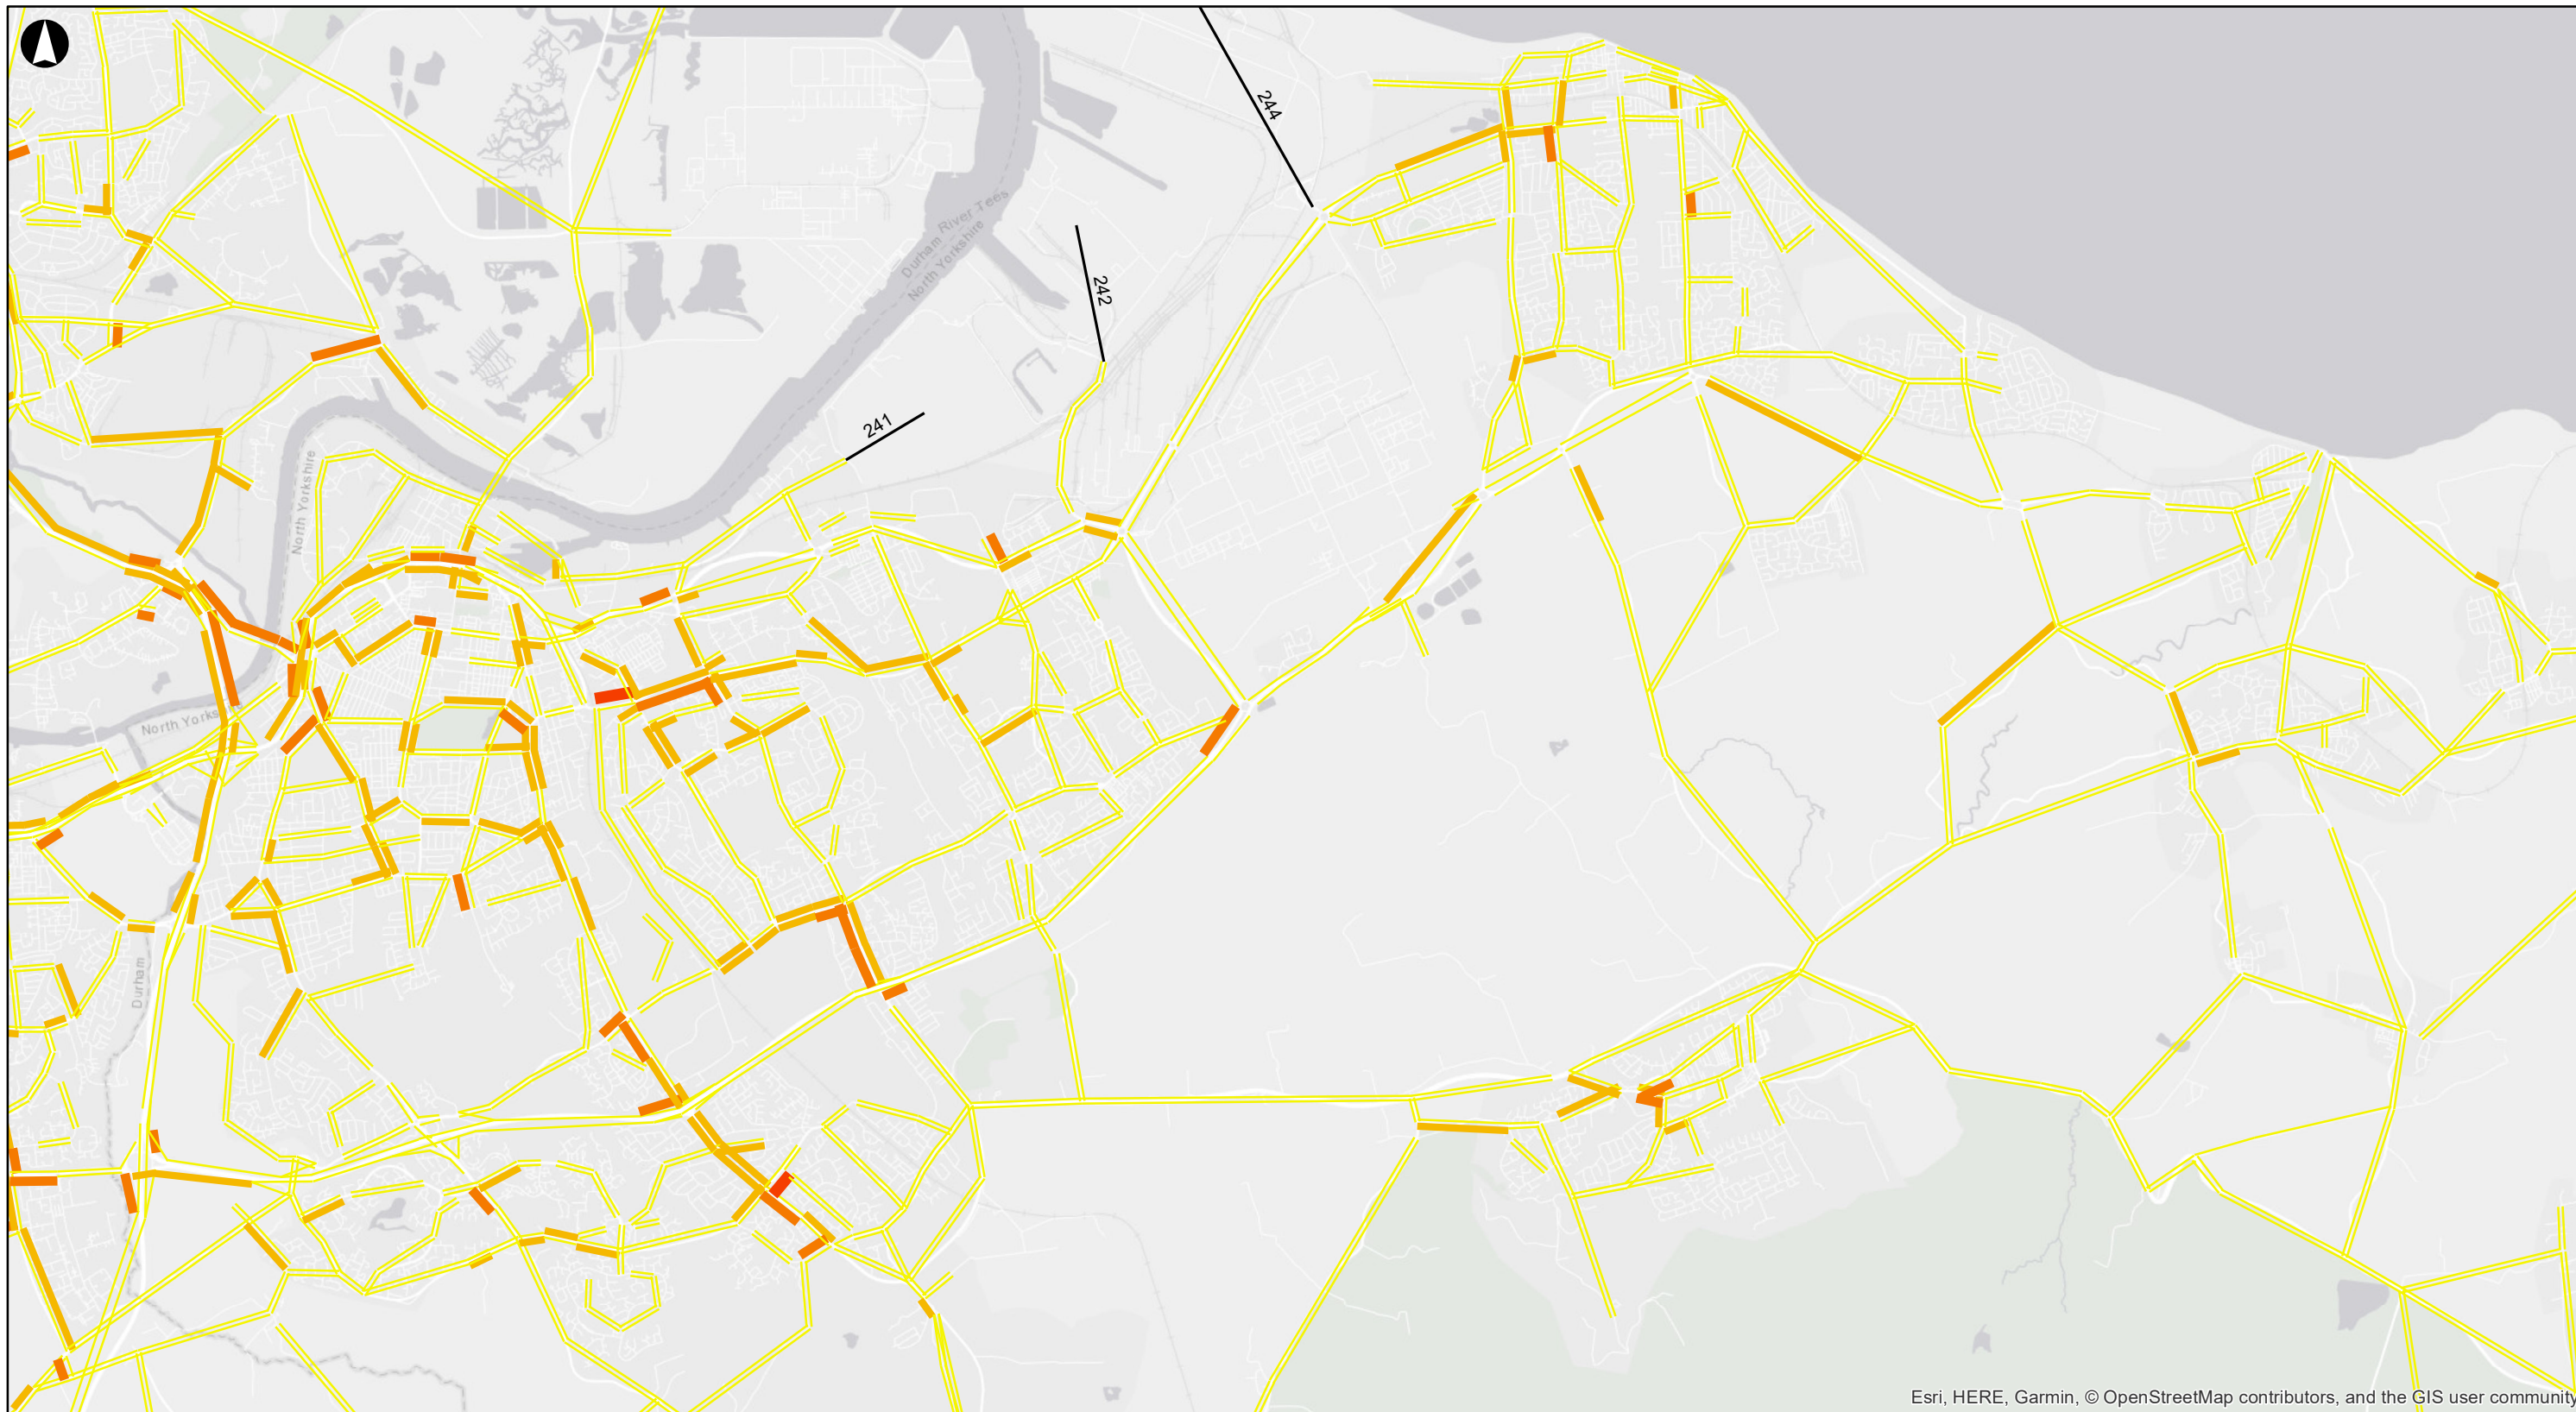 244
Durham River Tees
North Yorkshire
242
241
North Yorkshire
North Yorks
Durham
Esri, HERE, Garmin, © OpenStreetMap contributors, and the GIS user community